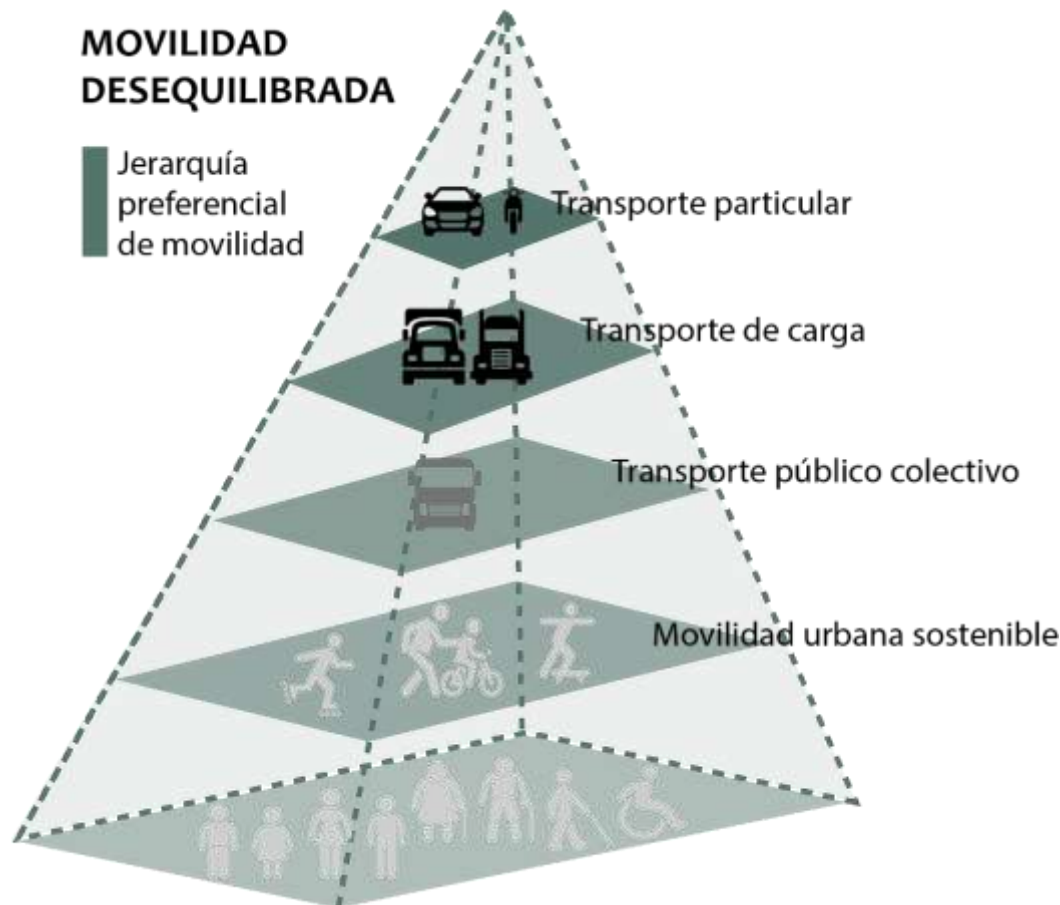 MOVILIDAD
DESEQUILIBRADA
Jerarquía
preferencial
de movilidad
Transporte particular
Transporte de carga
Transporte público colectivo
Movilidad urbana sostenible